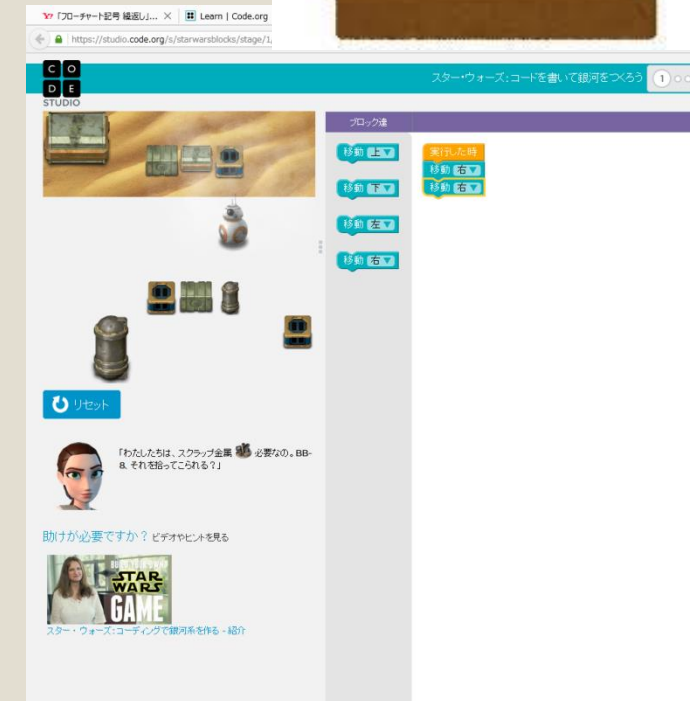 「フローチャート記号 繰返し」...
Learn | Code.org
https://studio.code.org/s/starwarsblocks/stage/1/
C O
D E
STUDIO
スター・ウォーズ:コードを書いて銀河をつくろう
1
ブロック達
移動 上▼
移動 下▼
移動 左▼
移動 右▼
実行した時
移動 右▼
移動 右▼
リセット
「わたしたちは、スクラップ金属 必要なの。BB-
8、それを拾ってこられる?」
助けが必要ですか? ビデオやヒントを見る
STAR
WARS
GAME
スター・ウォーズ:コーディングで銀河系を作る - 紹介